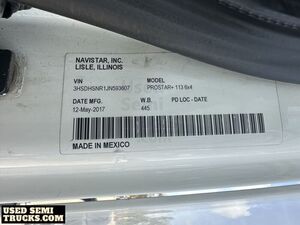 NAVISTAR, INC.
LISLE, ILLINOIS
VIN MODEL
3HSDHSNR1JN593607 PROSTAR+ 113 6x4
DATE MFG. W.B. PD LOC - DATE
12-May-2017 445.
MADE IN MEXICO
USED SEMI
TRUCKS.COM